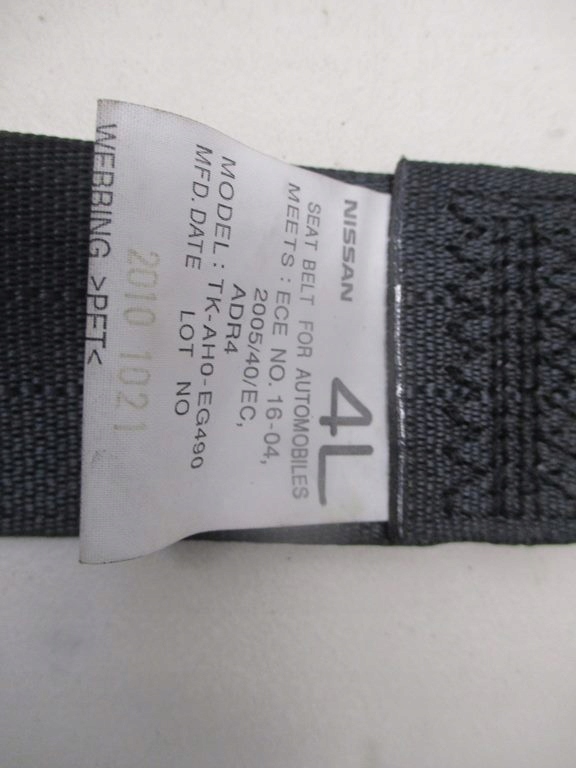 NISSAN 4L
SEAT BELT FOR AUTOMOBILES
MEETS : ECE NO. 16-04,
2005/40/EC,
ADR4
MODEL : TK-AH0-EG490
MFD. DATE LOT NO
2010 1021
WEBBING >PET<